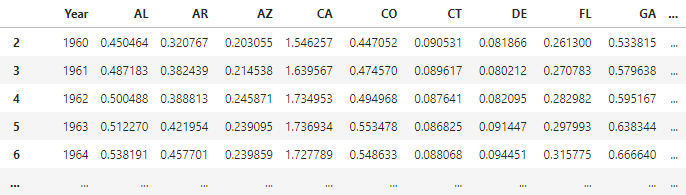 Year AL AR AZ CA CO CT DE FL GA ...
2 1960 0.450464 0.320767 0.203055 1.546257 0.447052 0.090531 0.081866 0.261300 0.533815 ...
3 1961 0.487183 0.382439 0.214538 1.639567 0.474570 0.089617 0.080212 0.270783 0.579638 ...
4 1962 0.500488 0.388813 0.245871 1.734953 0.494968 0.087641 0.082095 0.282982 0.595167 ...
5 1963 0.512270 0.421954 0.239095 1.736934 0.553478 0.086825 0.091447 0.297993 0.638344 ...
6 1964 0.538191 0.457701 0.239859 1.727789 0.548633 0.088068 0.094451 0.315775 0.666640 ...
... ... ... ... ... ... ... ... ... ... ... ...